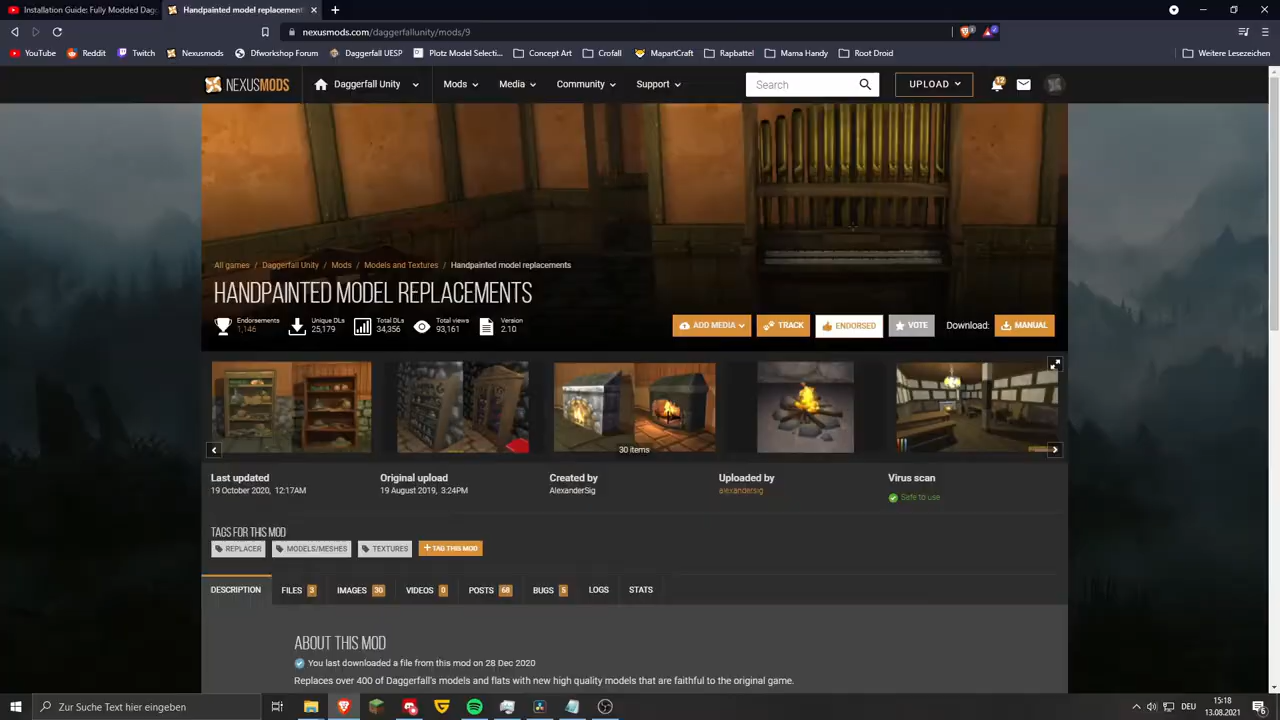 Installation Guide: Fully Modded Dag
Handpainted model replacement
nexusmods.com/daggerfallunity/mods/9
YouTube
Reddit
Twitch
Nexusmods
Dfworkshop Forum
Daggerfall UESP
Plotz Model Selecti...
Concept Art
Crofall
MapartCraft
Rapbattel
Mama Handy
Root Droid
Weitere Lesezeichen
NEXUSMODS
Daggerfall Unity
Mods
Media
Community
Support
Search
UPLOAD
12
All games / Daggerfall Unity / Mods / Models and Textures / Handpainted model replacements
HANDPAINTED MODEL REPLACEMENTS
Endorsements
1,146
Unique DLs
25,179
Total DLs
34,356
Total views
93,161
Version
2.10
ADD MEDIA
TRACK
ENDORSED
VOTE
Download:
MANUAL
30 items
Last updated
19 October 2020, 12:17AM
Original upload
19 August 2019, 3:24PM
Created by
AlexanderSig
Uploaded by
alexandersig
Virus scan
Safe to use
TAGS FOR THIS MOD
REPLACER
MODELS/MESHES
TEXTURES
+ TAG THIS MOD
DESCRIPTION
FILES 3
IMAGES 30
VIDEOS 0
POSTS 68
BUGS 5
LOGS
STATS
ABOUT THIS MOD
You last downloaded a file from this mod on 28 Dec 2020
Replaces over 400 of Daggerfall's models and flats with new high quality models that are faithful to the original game.
Zur Suche Text hier eingeben
DEU
15:18
13.08.2021